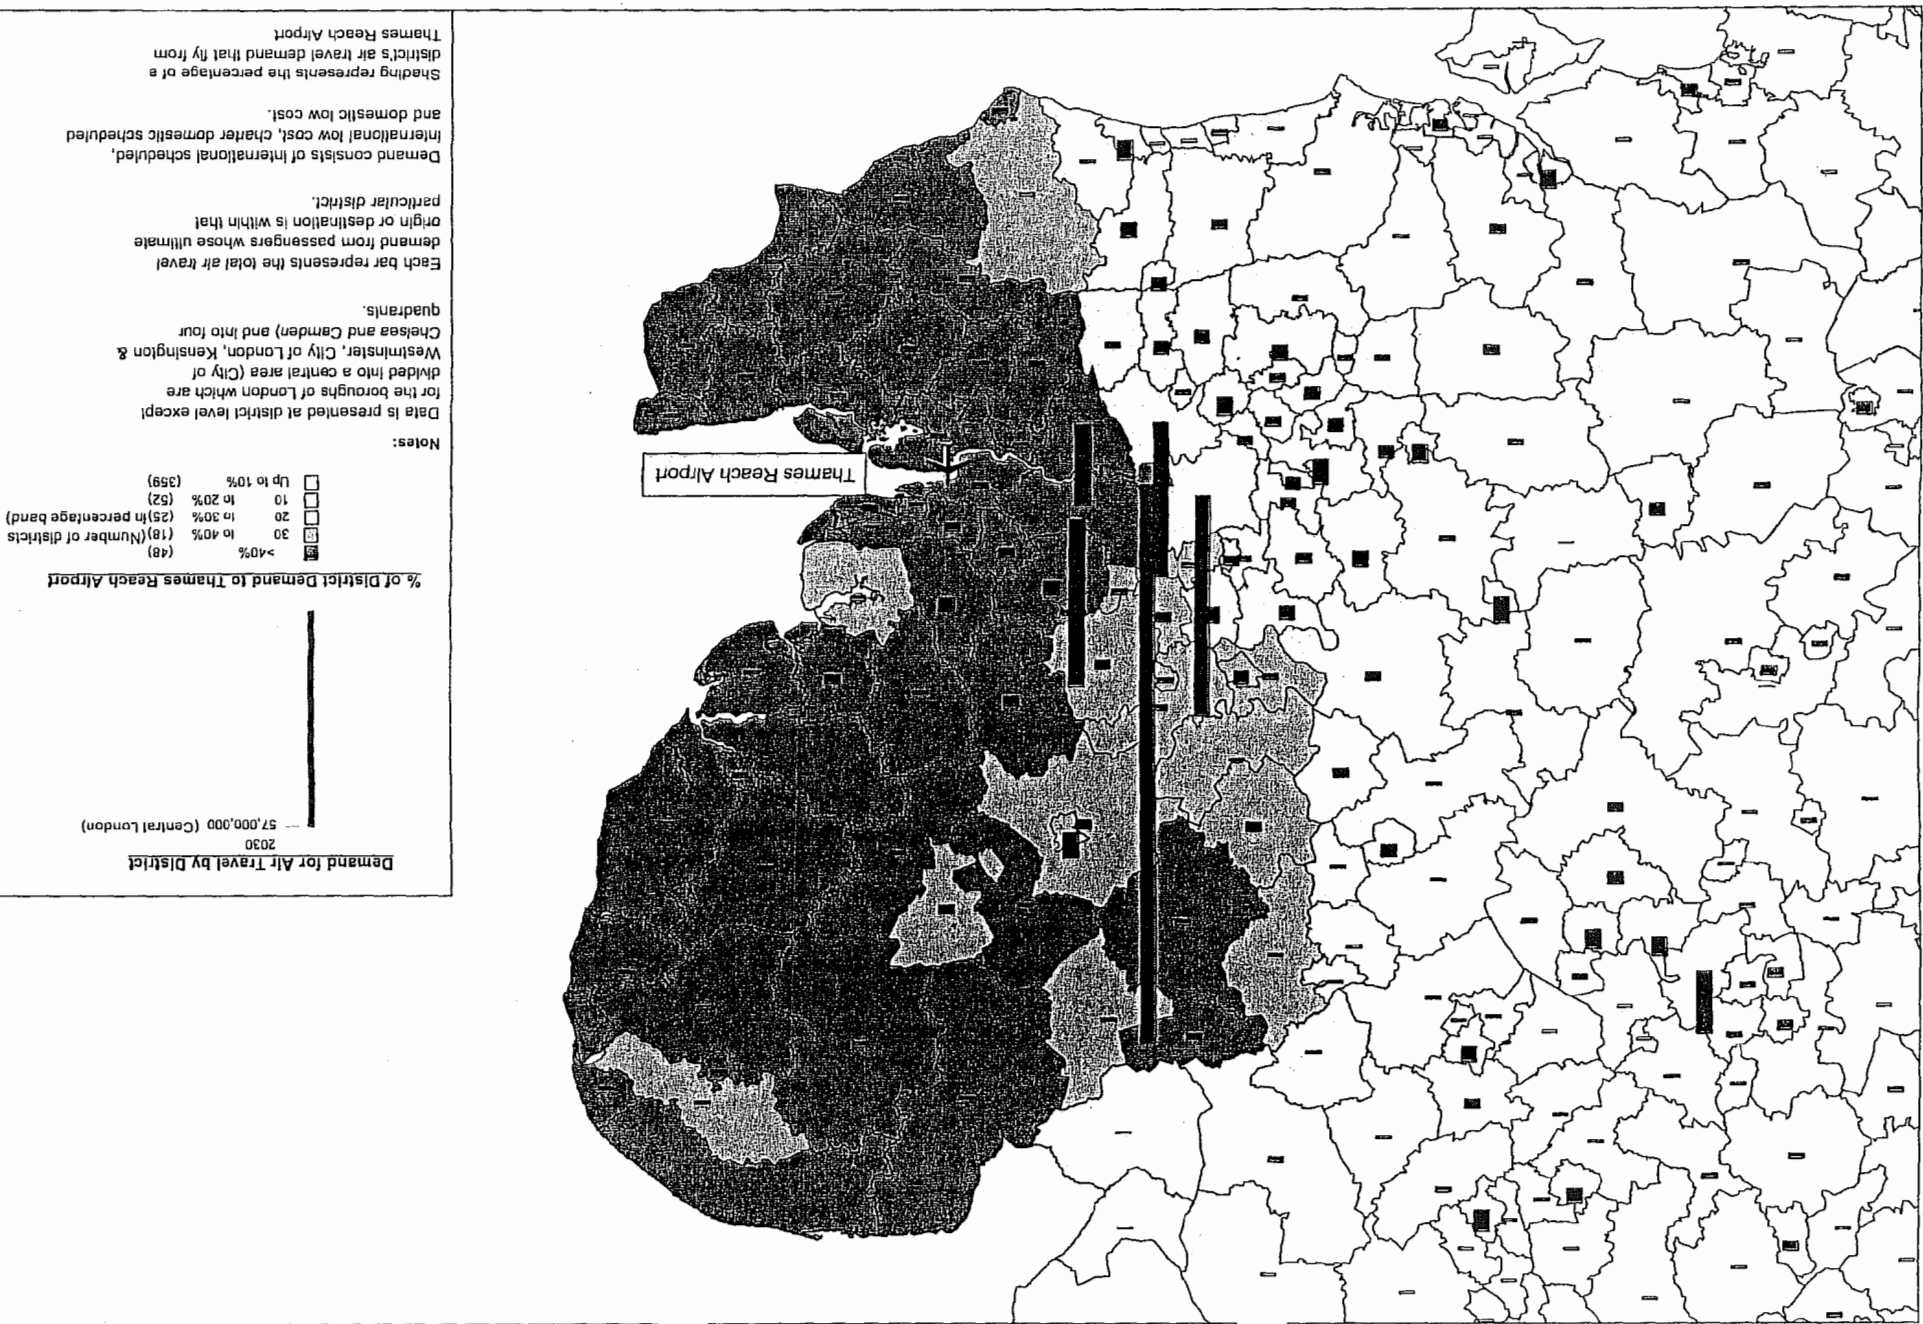 Demand for Air Travel by District
2030
57,000,000 (Central London)
% of District Demand to Thames Reach Airport
>40% (48)
30 to 40% (18) (Number of districts
20 to 30% (25) in percentage band)
10 to 20% (52)
Up to 10% (359)
Notes:
Data is presented at district level except
for the boroughs of London which are
divided into a central area (City of
Westminster, City of London, Kensington &
Chelsea and Camden) and into four
quadrants.
Each bar represents the total air travel
demand from passengers whose ultimate
origin or destination is within that
particular district.
Demand consists of international scheduled,
international low cost, charter domestic scheduled
and domestic low cost.
Shading represents the percentage of a
district's air travel demand that fly from
Thames Reach Airport
Thames Reach Airport